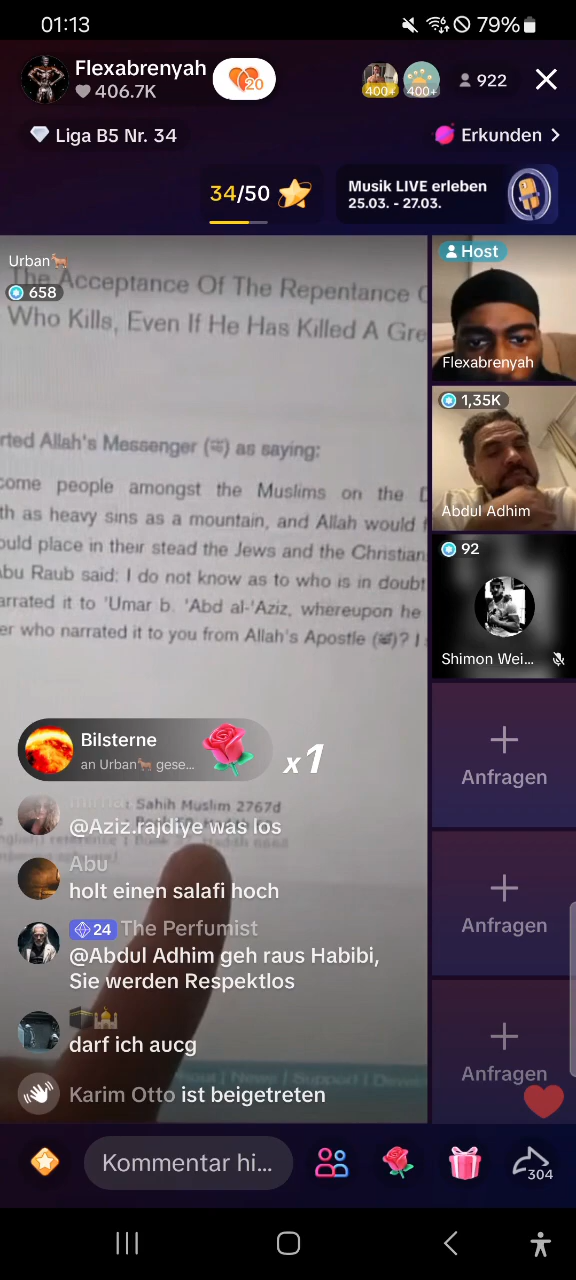 01:13
79%
Flexabrenyah
406.7K
20
400+
400+
922
Liga B5 Nr. 34
Erkunden
34/50
Musik LIVE erleben
25.03. - 27.03.
Urban
658
The Acceptance Of The Repentance
Who Kills, Even If He Has Killed A
rted Allah's Messenger (ﷺ) as saying:
come people amongst the Muslims on the
th as heavy sins as a mountain, and Allah would
ould place in their stead the Jews and the Christian
Abu Raub said: I do not know as to who is in doubt
arrated it to 'Umar b. 'Abd al-'Aziz, whereupon he
er who narrated it to you from Allah's Apostle (ﷺ)? I
Sahih Muslim 2767d
Host
Flexabrenyah
1,35K
Abdul Adhim
92
Shimon Wei...
Anfragen
Anfragen
Anfragen
Bilsterne
an Urban🐂 gese...
x1
@Aziz.rajdiye was los
Abu
holt einen salafi hoch
24 The Perfumist
@Abdul Adhim geh raus Habibi,
Sie werden Respektlos
🕋🕌
darf ich aucg
Karim Otto ist beigetreten
Kommentar hi...
304